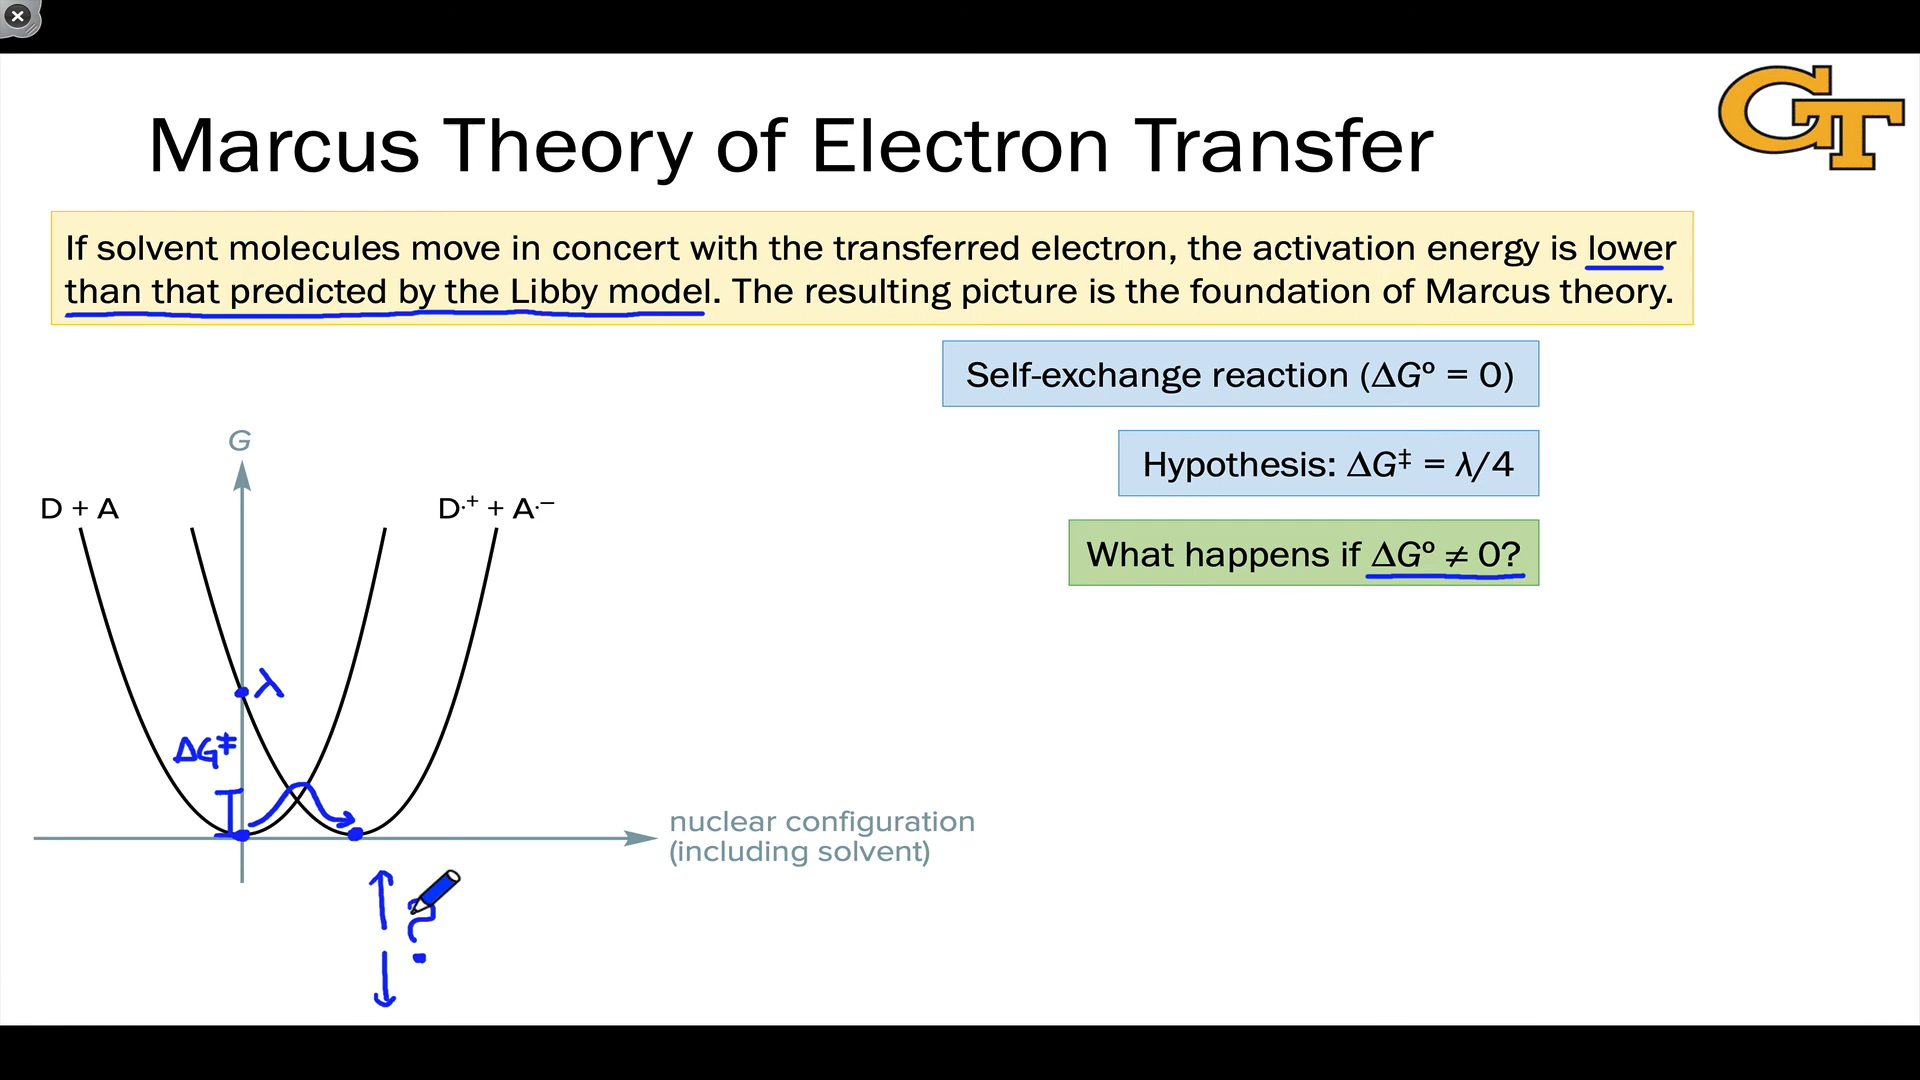 GT
Marcus Theory of Electron Transfer
If solvent molecules move in concert with the transferred electron, the activation energy is lower
than that predicted by the Libby model. The resulting picture is the foundation of Marcus theory.
Self-exchange reaction (ΔGº = 0)
Hypothesis: ΔG‡ = λ/4
What happens if ΔGº ≠ 0?
G
D + A
D·⁺ + A·⁻
λ
ΔG‡
nuclear configuration
(including solvent)
?